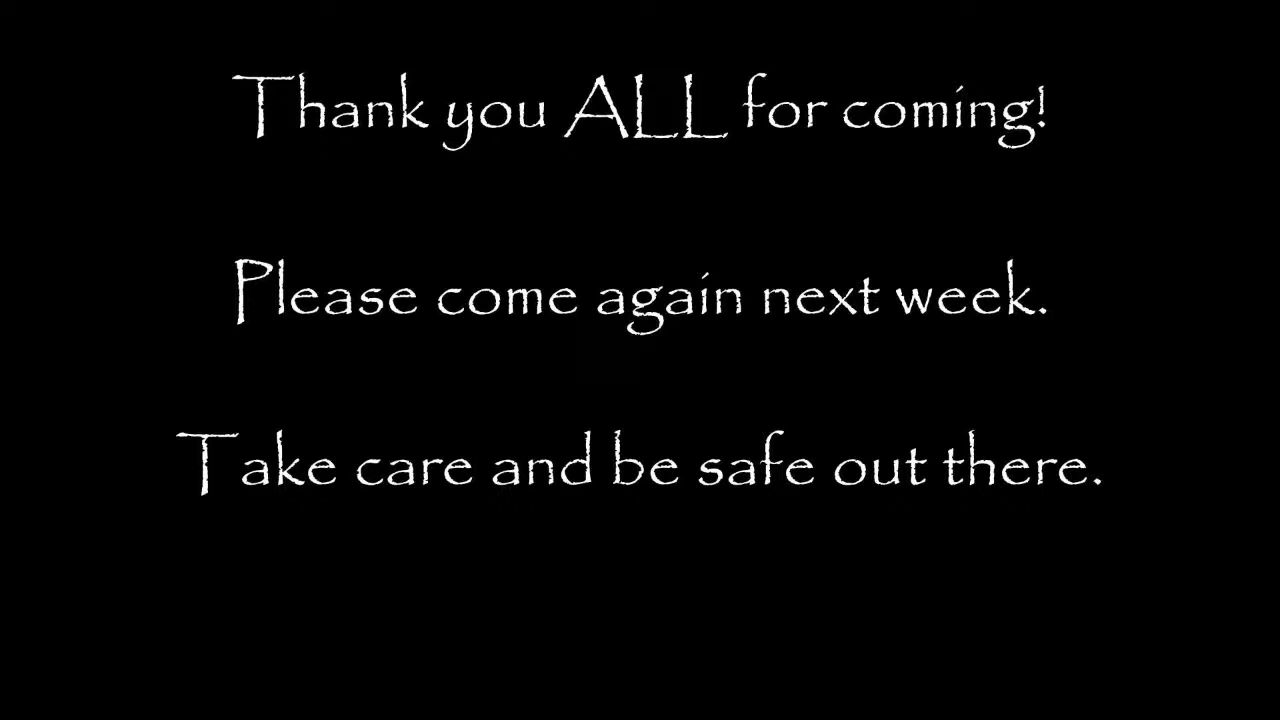 Thank you ALL for coming!
Please come again next week.
Take care and be safe out there.